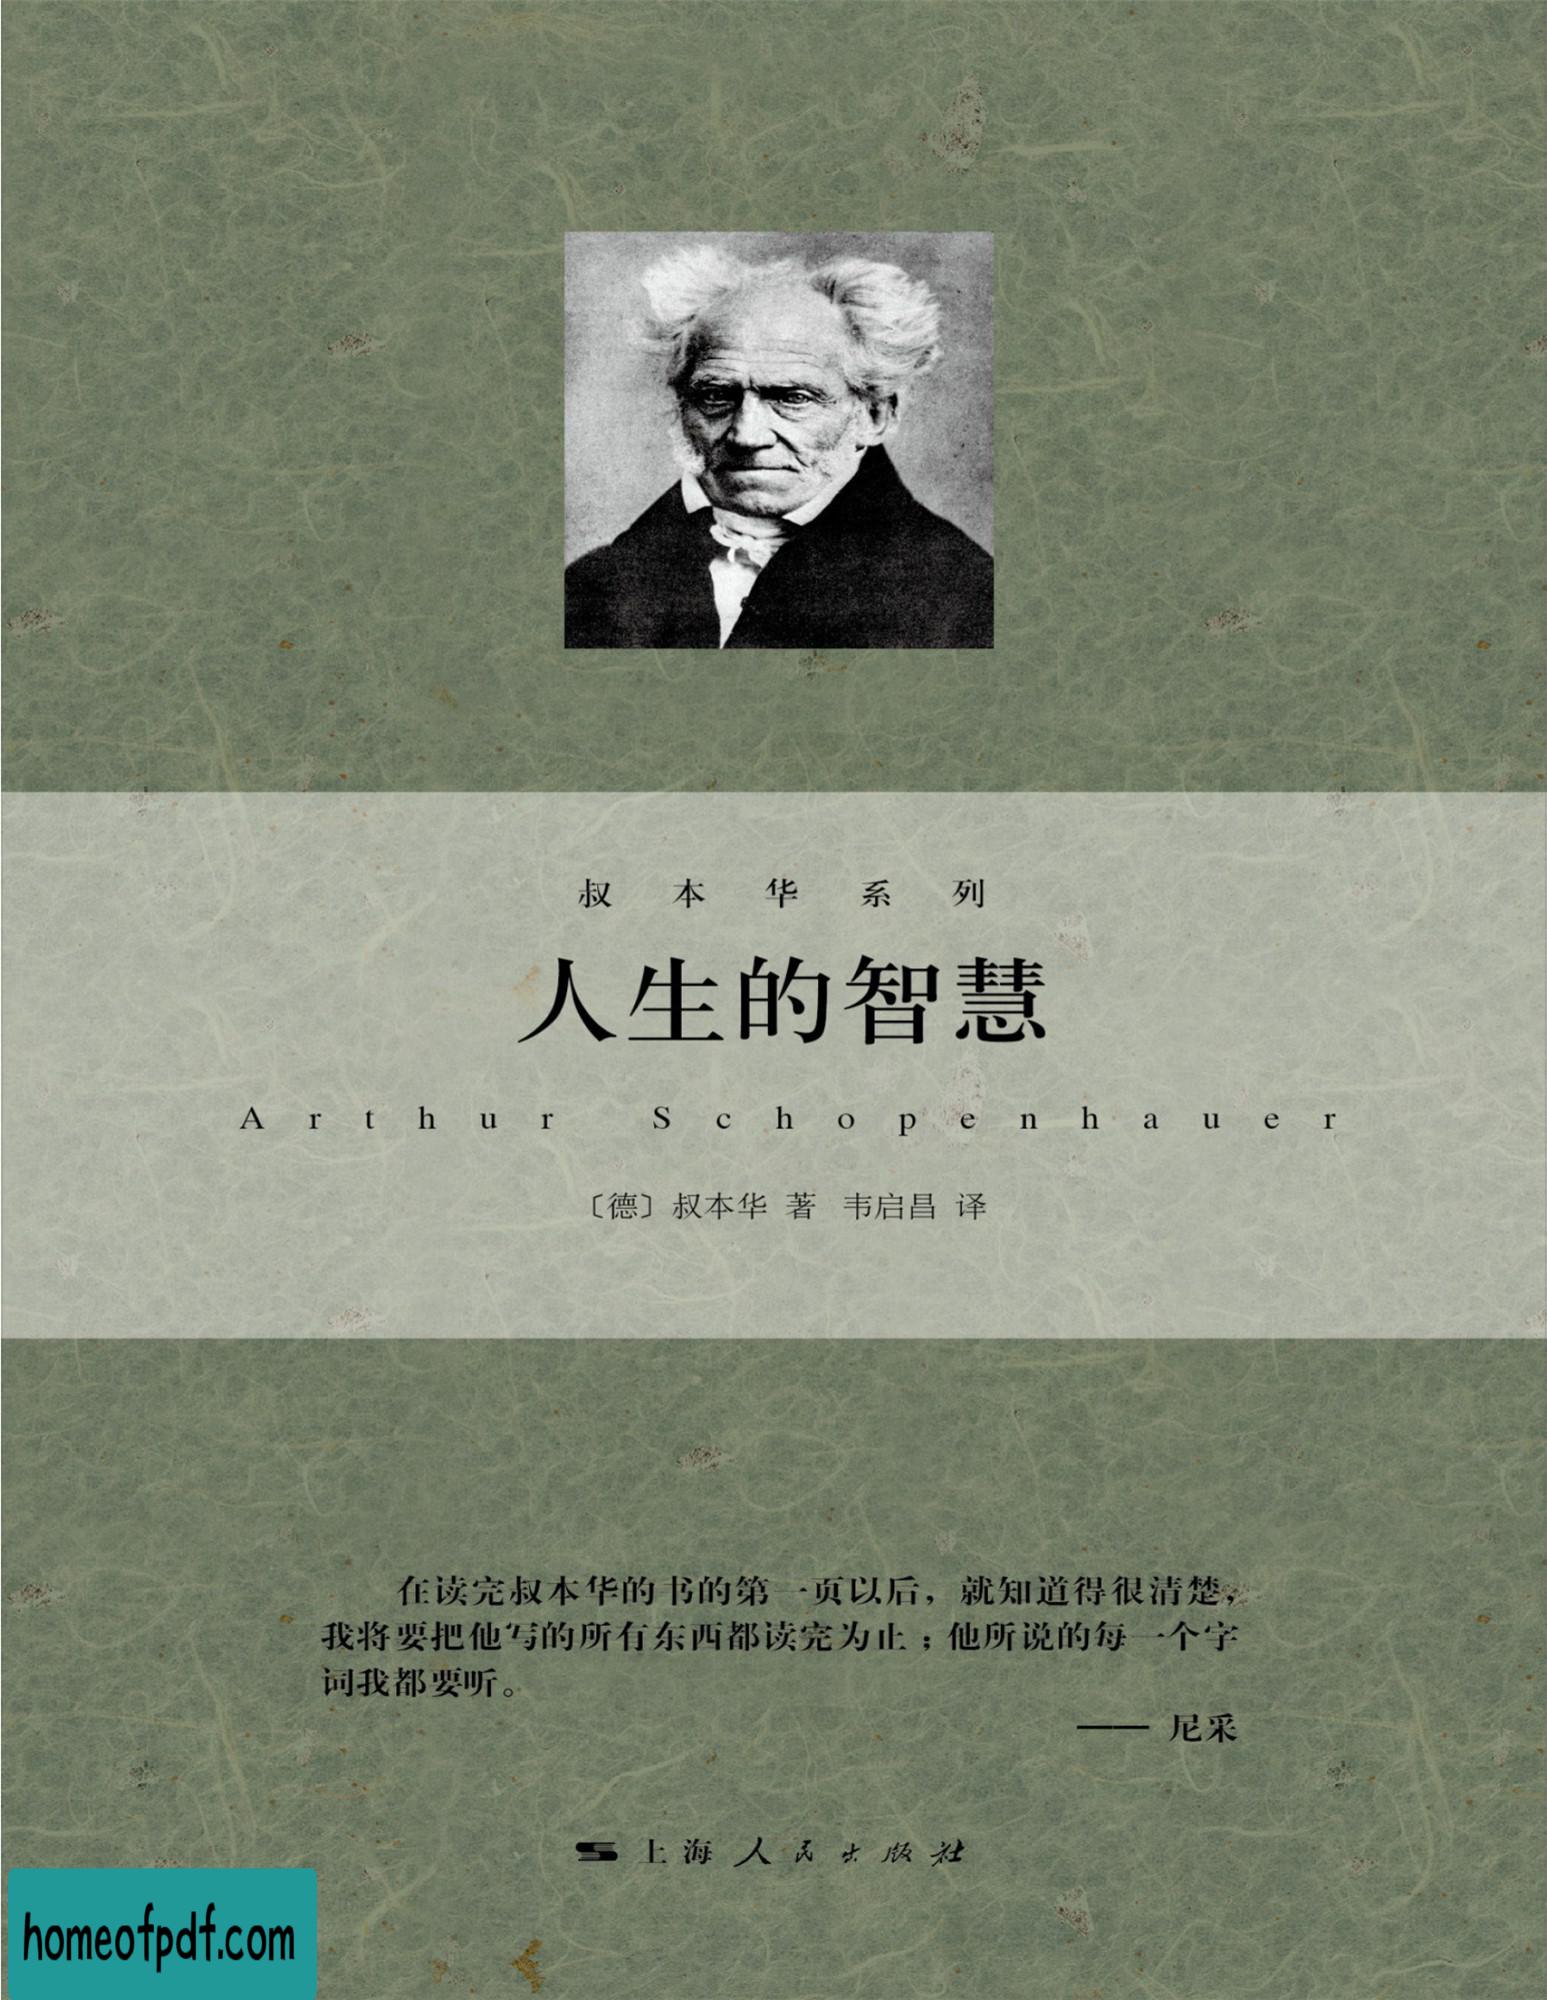 叔本华系列
人生的智慧
Arthur Schopenhauer
〔德〕叔本华 著 韦启昌 译
在读完叔本华的书的第一页以后，就知道得很清楚，
我将要把他写的所有东西都读完为止；他所说的每一个字
词我都要听。
—— 尼采
上海人民出版社
homeofpdf.com